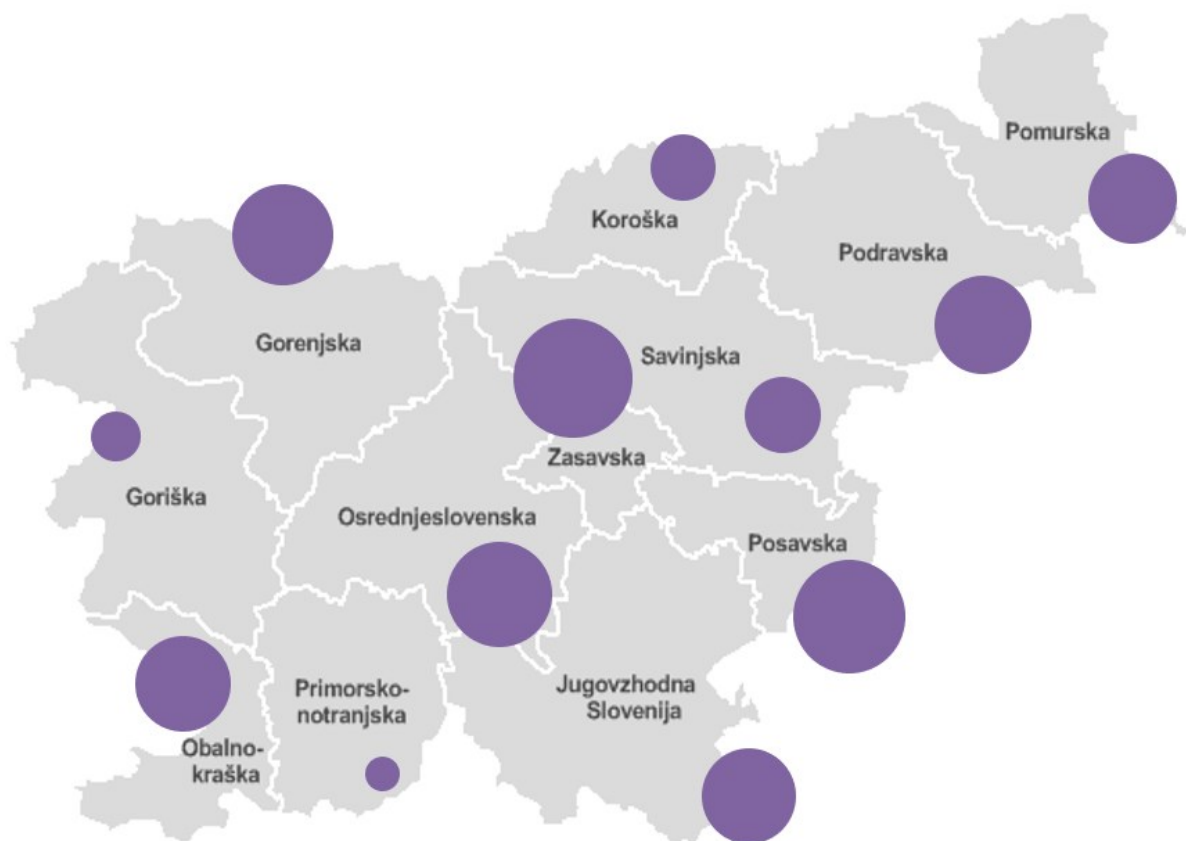 Pomurska
Koroška
Podravska
Gorenjska
Savinjska
Zasavska
Goriška
Osrednjeslovenska
Posavska
Primorsko-
notranjska
Jugovzhodna
Slovenija
Obalno-
kraška